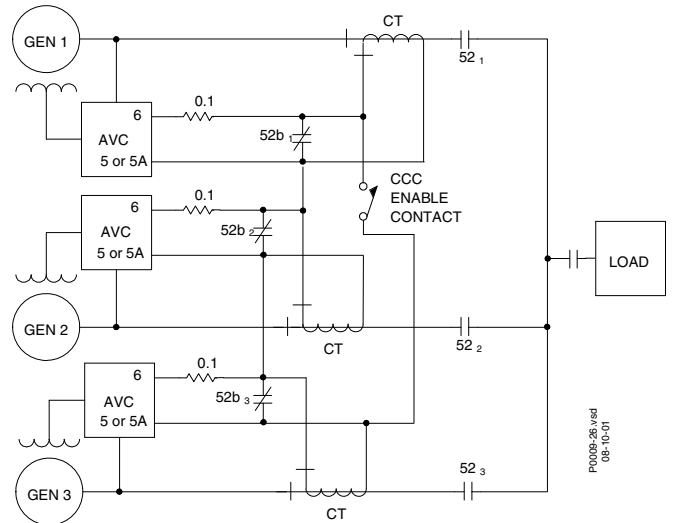 GEN 1
CT
52 1
6
0.1
AVC
5 or 5A
52b 1
CCC
ENABLE
CONTACT
6
0.1
AVC
5 or 5A
52b 2
LOAD
GEN 2
CT
52 2
6
0.1
AVC
5 or 5A
52b 3
P0009-26.vsd
08-10-01
GEN 3
CT
52 3